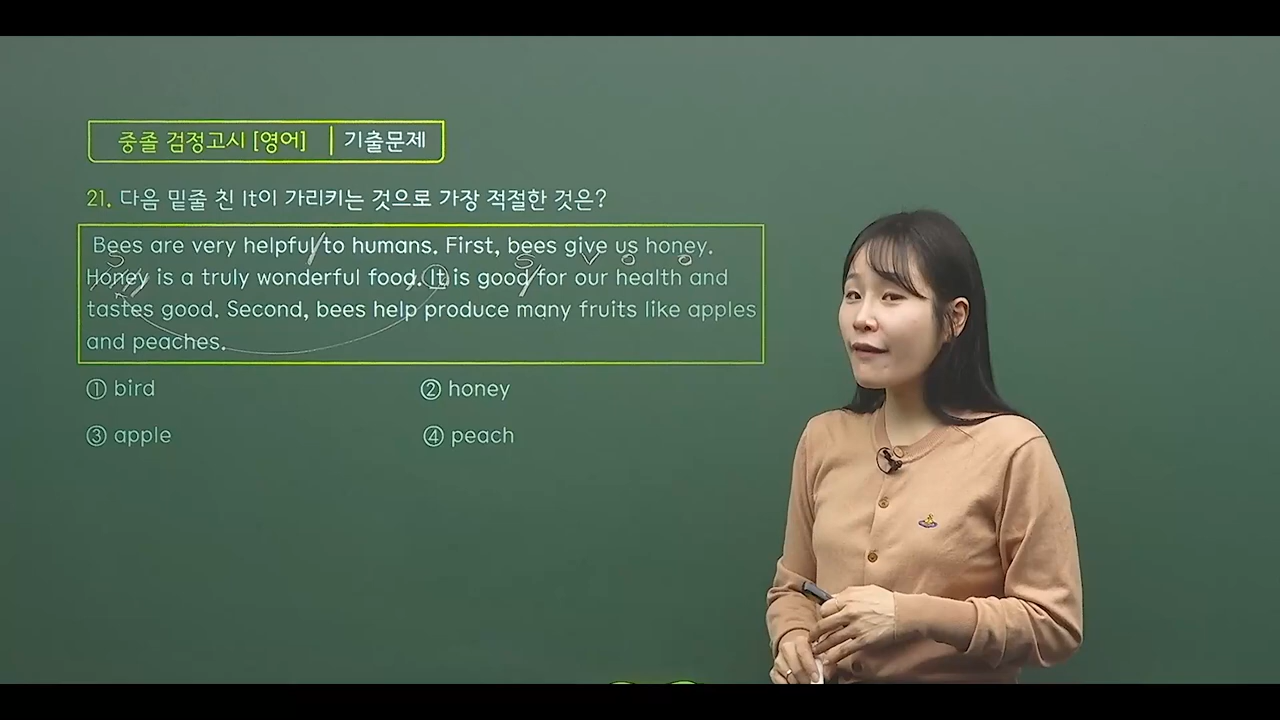 중졸 검정고시 [영어] | 기출문제
21. 다음 밑줄 친 It이 가리키는 것으로 가장 적절한 것은?
Bees are very helpful to humans. First, bees give us honey.
Honey is a truly wonderful food. It is good for our health and
tastes good. Second, bees help produce many fruits like apples
and peaches.
① bird ② honey
③ apple ④ peach